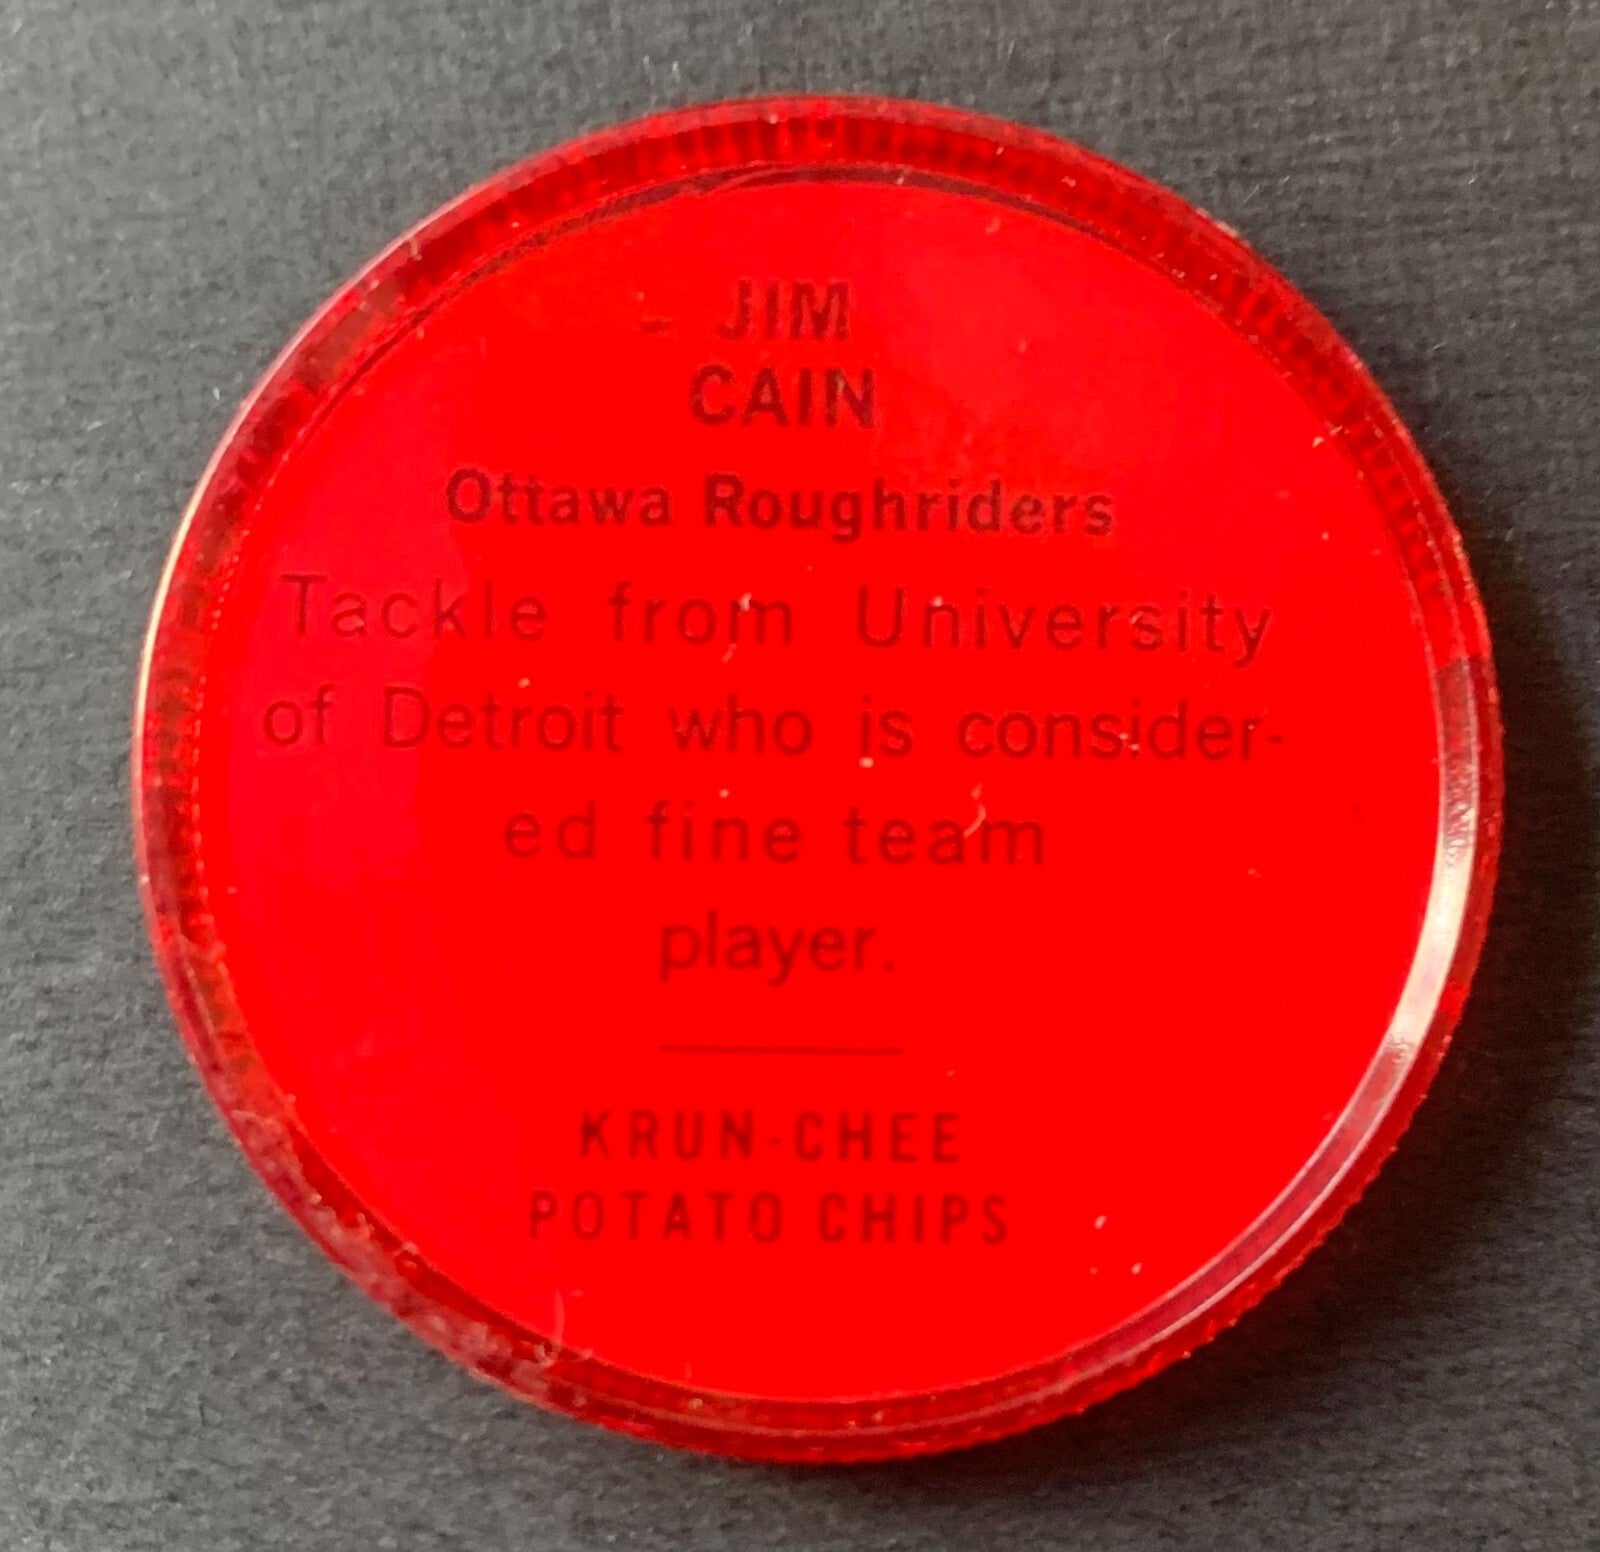 JIM
CAIN
Ottawa Roughriders
Tackle from University
of Detroit who is consider-
ed fine team
player.
KRUN-CHEE
POTATO CHIPS